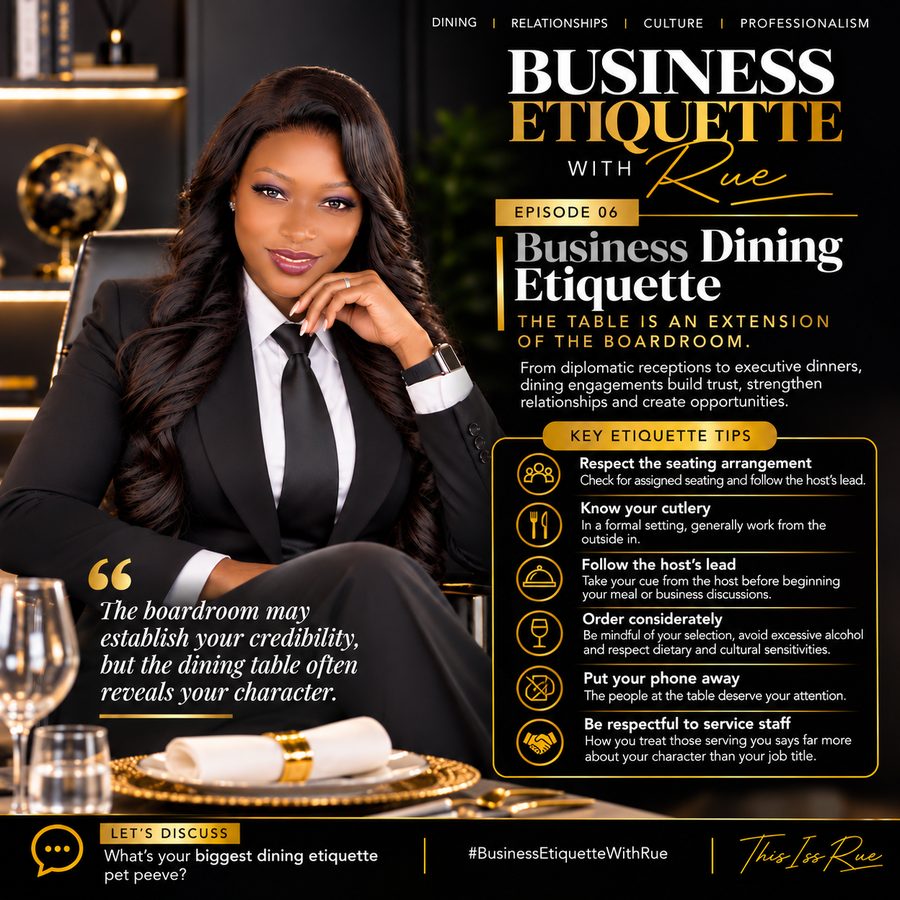 DINING | RELATIONSHIPS | CULTURE | PROFESSIONALISM
BUSINESS
ETIQUETTE
WITH Rue
EPISODE 06
Business Dining
Etiquette
THE TABLE IS AN EXTENSION
OF THE BOARDROOM.
From diplomatic receptions to executive dinners,
dining engagements build trust, strengthen
relationships and create opportunities.
KEY ETIQUETTE TIPS
Respect the seating arrangement
Check for assigned seating and follow the host's lead.
Know your cutlery
In a formal setting, generally work from the
outside in.
Follow the host's lead
Take your cue from the host before beginning
your meal or business discussions.
Order considerately
Be mindful of your selection, avoid excessive alcohol
and respect dietary and cultural sensitivities.
Put your phone away
The people at the table deserve your attention.
Be respectful to service staff
How you treat those serving you says far more
about your character than your job title.
“
The boardroom may
establish your credibility,
but the dining table often
reveals your character.
LET'S DISCUSS
What's your biggest dining etiquette
pet peeve?
#BusinessEtiquetteWithRue
ThisIssRue